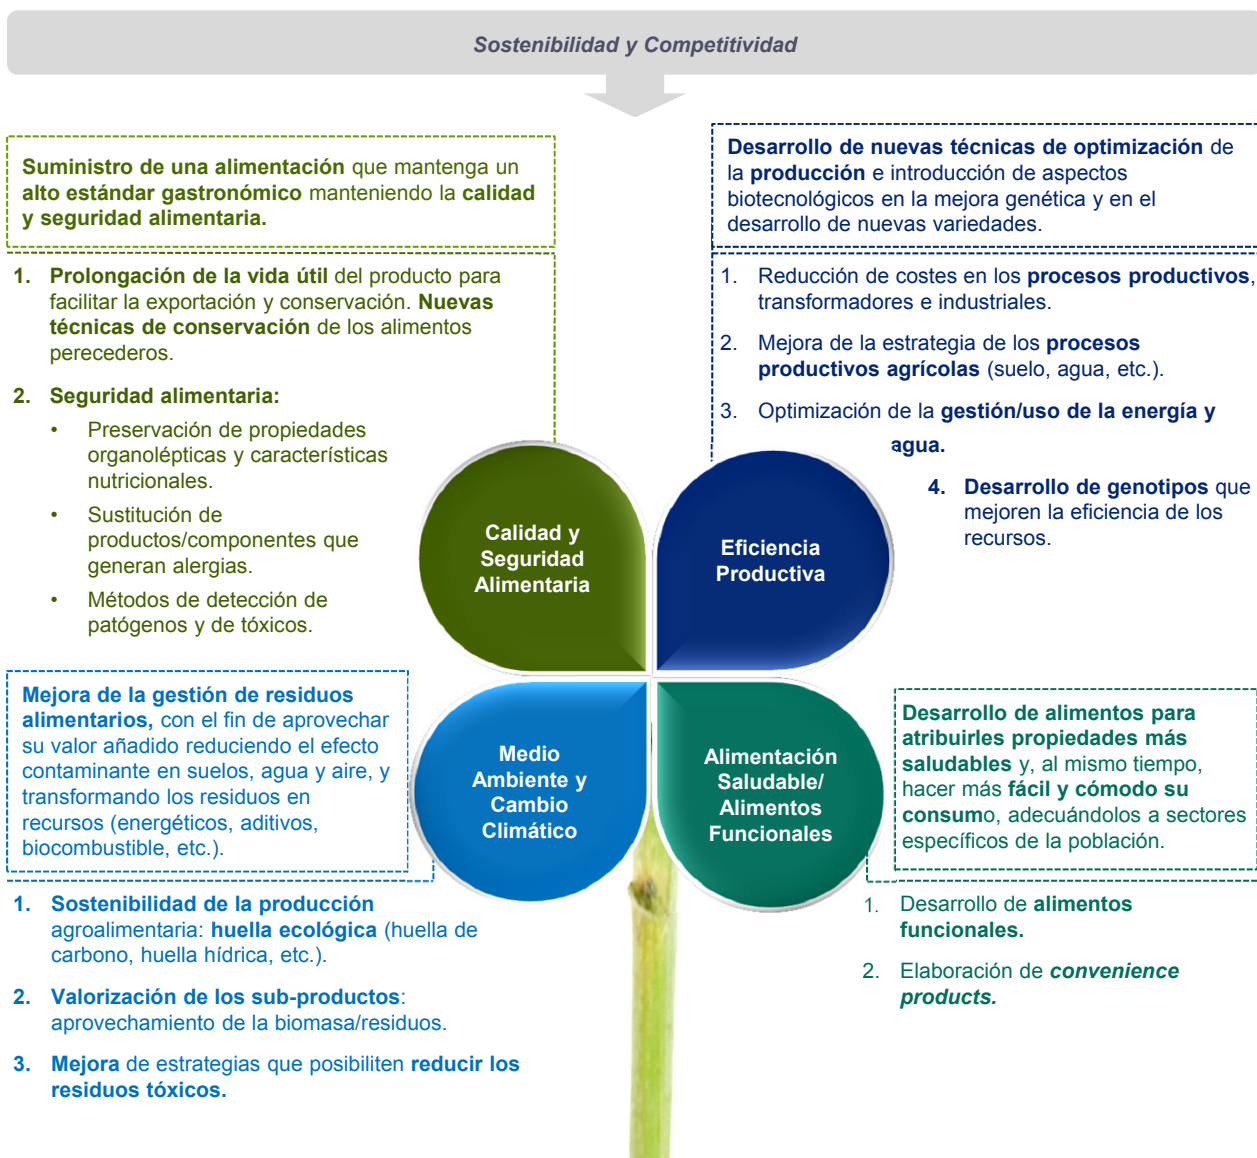 Sostenibilidad y Competitividad
Suministro de una alimentación que mantenga un
alto estándar gastronómico manteniendo la calidad
y seguridad alimentaria.
1. Prolongación de la vida útil del producto para
facilitar la exportación y conservación. Nuevas
técnicas de conservación de los alimentos
perecederos.
2. Seguridad alimentaria:
• Preservación de propiedades
organolépticas y características
nutricionales.
• Sustitución de
productos/componentes que
generan alergias.
• Métodos de detección de
patógenos y de tóxicos.
Desarrollo de nuevas técnicas de optimización de
la producción e introducción de aspectos
biotecnológicos en la mejora genética y en el
desarrollo de nuevas variedades.
1. Reducción de costes en los procesos productivos,
transformadores e industriales.
2. Mejora de la estrategia de los procesos
productivos agrícolas (suelo, agua, etc.).
3. Optimización de la gestión/uso de la energía y
agua.
4. Desarrollo de genotipos que
mejoren la eficiencia de los
recursos.
Calidad y
Seguridad
Alimentaria
Eficiencia
Productiva
Medio
Ambiente y
Cambio
Climático
Alimentación
Saludable/
Alimentos
Funcionales
Mejora de la gestión de residuos
alimentarios, con el fin de aprovechar
su valor añadido reduciendo el efecto
contaminante en suelos, agua y aire, y
transformando los residuos en
recursos (energéticos, aditivos,
biocombustible, etc.).
1. Sostenibilidad de la producción
agroalimentaria: huella ecológica (huella de
carbono, huella hídrica, etc.).
2. Valorización de los sub-productos:
aprovechamiento de la biomasa/residuos.
3. Mejora de estrategias que posibiliten reducir los
residuos tóxicos.
Desarrollo de alimentos para
atribuirles propiedades más
saludables y, al mismo tiempo,
hacer más fácil y cómodo su
consumo, adecuándolos a sectores
específicos de la población.
1. Desarrollo de alimentos
funcionales.
2. Elaboración de convenience
products.